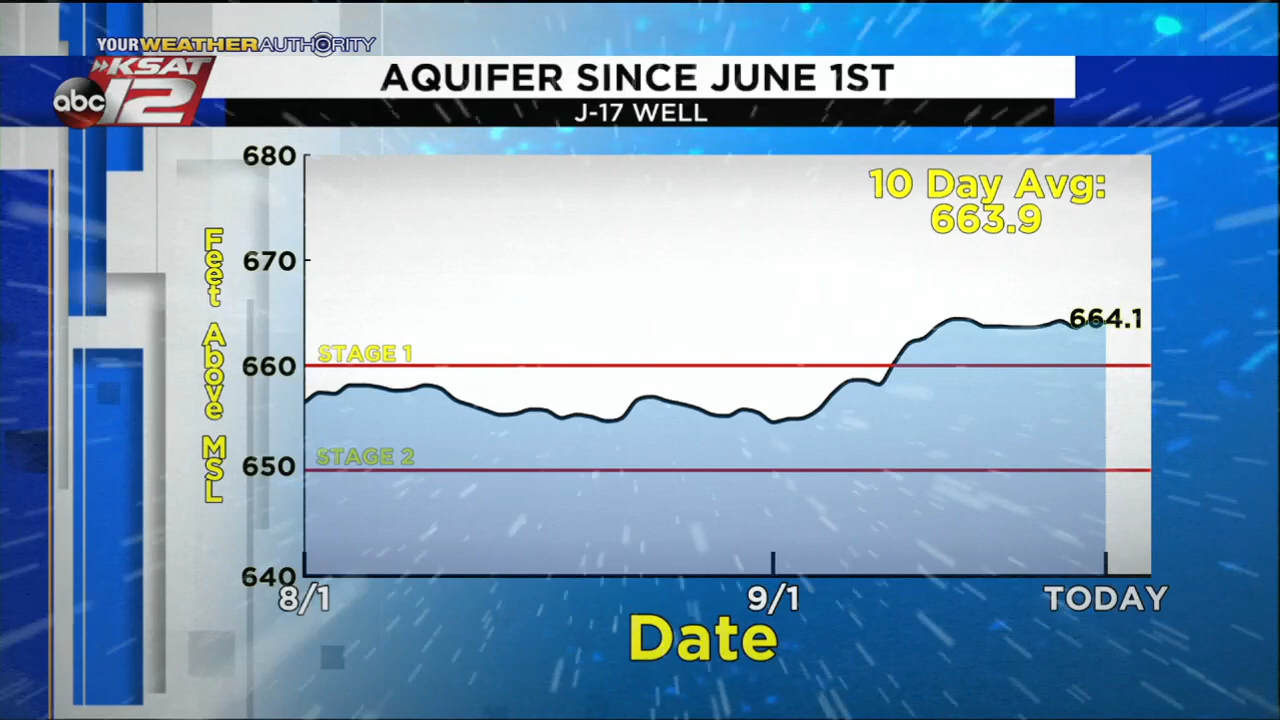 YOUR WEATHER AUTHORITY
KSAT
abc 12
AQUIFER SINCE JUNE 1ST
J-17 WELL
680
10 Day Avg:
663.9
Feet Above MSL
670
664.1
STAGE 1
660
STAGE 2
650
640
8/1 9/1 TODAY
Date